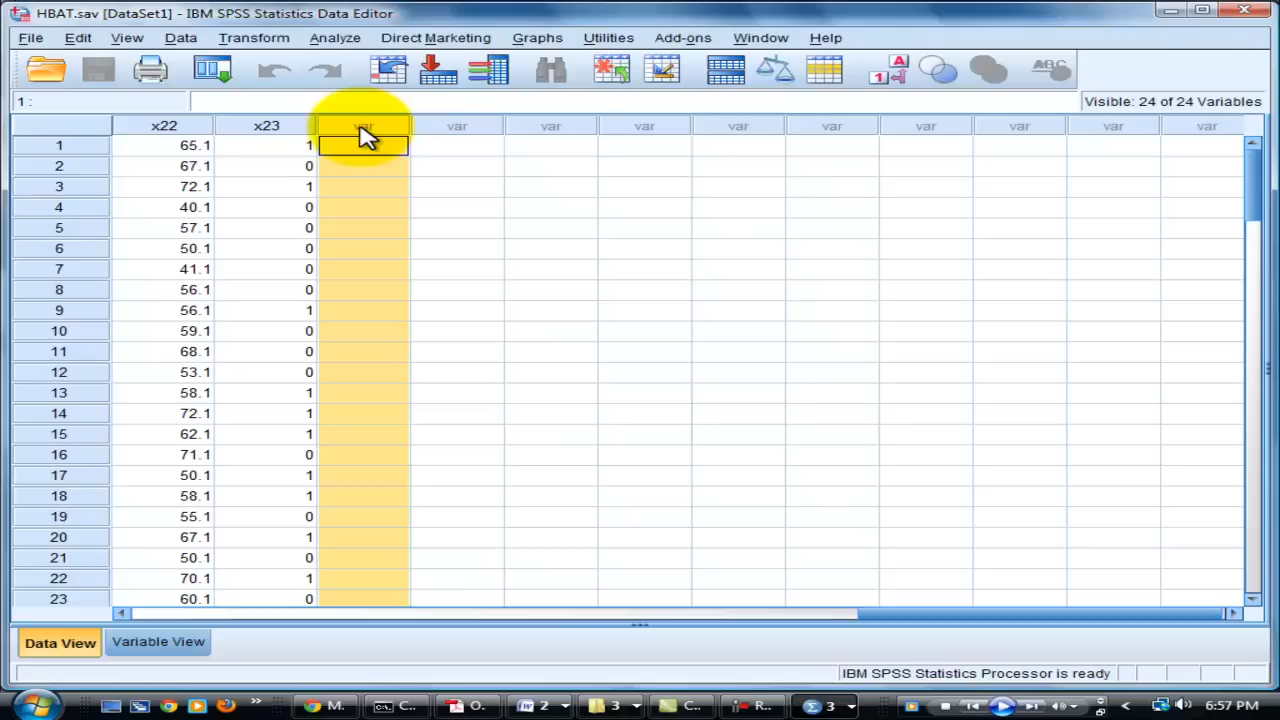 HBAT.sav [DataSet1] - IBM SPSS Statistics Data Editor
File Edit View Data Transform Analyze Direct Marketing Graphs Utilities Add-ons Window Help
1 : Visible: 24 of 24 Variables
x22 x23 var var var var var var var var var var
1 65.1 1
2 67.1 0
3 72.1 1
4 40.1 0
5 57.1 0
6 50.1 0
7 41.1 0
8 56.1 0
9 56.1 1
10 59.1 0
11 68.1 0
12 53.1 0
13 58.1 1
14 72.1 1
15 62.1 1
16 71.1 0
17 50.1 1
18 58.1 1
19 55.1 0
20 67.1 1
21 50.1 0
22 70.1 1
23 60.1 0
Data View Variable View
IBM SPSS Statistics Processor is ready
M... C... O... 2 3 C... R... 3 6:57 PM